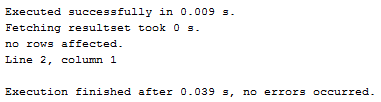 Executed successfully in 0.009 s.
Fetching resultset took 0 s.
no rows affected.
Line 2, column 1
Execution finished after 0.039 s, no errors occurred.